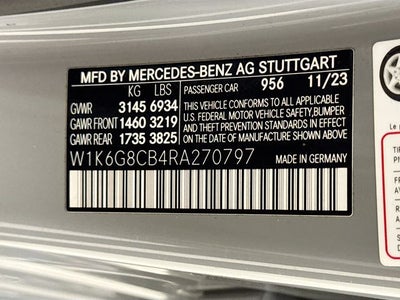 MFD BY MERCEDES-BENZ AG STUTTGART
KG LBS PASSENGER CAR 956 11/23
GVWR 3145 6934
GAWR FRONT 1460 3219
GAWR REAR 1735 3825
THIS VEHICLE CONFORMS TO ALL APPLICABLE
U.S. FEDERAL MOTOR VEHICLE SAFETY, BUMPER
AND THEFT PREVENTION STANDARDS IN EFFECT
ON THE DATE OF MANUFACTURE SHOWN ABOVE.
W1K6G8CB4RA270797 MADE IN GERMANY
Le p